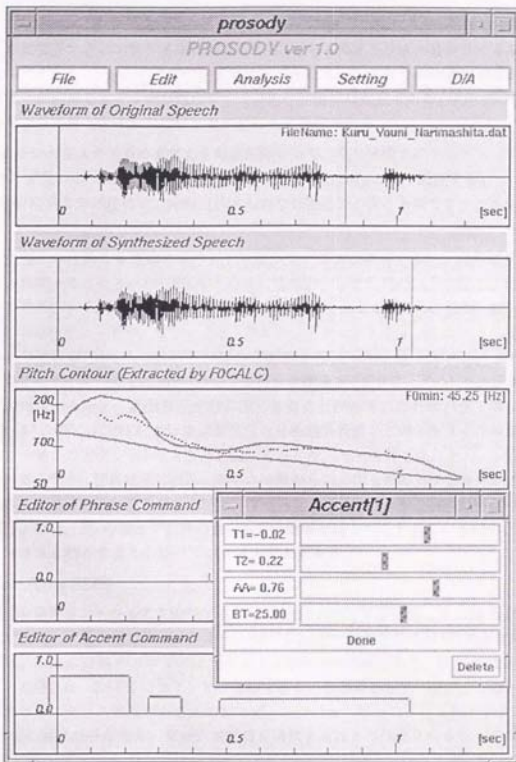 prosody
PROSODY ver 1.0
File Edit Analysis Setting D/A
Waveform of Original Speech
FileName: Kuru_Youni_Narimashita.dat
0 0.5 1 [sec]
Waveform of Synthesized Speech
0 0.5 1 [sec]
Pitch Contour (Extracted by F0CALC)
200 F0min: 45.25 [Hz]
[Hz]
100
50 0 0.5 1 [sec]
Editor of Phrase Command
1.0
0.0
0
Accent[1]
T1=-0.02
T2= 0.22
AA= 0.76
BT=25.00
Done
Delete
Editor of Accent Command
1.0
0.0
0 0.5 1 [sec]